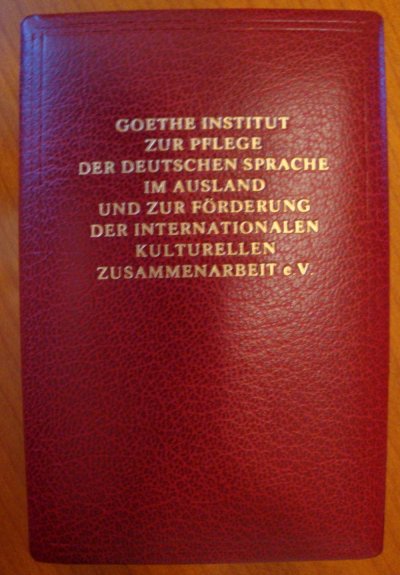 GOETHE INSTITUT
ZUR PFLEGE
DER DEUTSCHEN SPRACHE
IM AUSLAND
UND ZUR FÖRDERUNG
DER INTERNATIONALEN
KULTURELLEN
ZUSAMMENARBEIT e V.